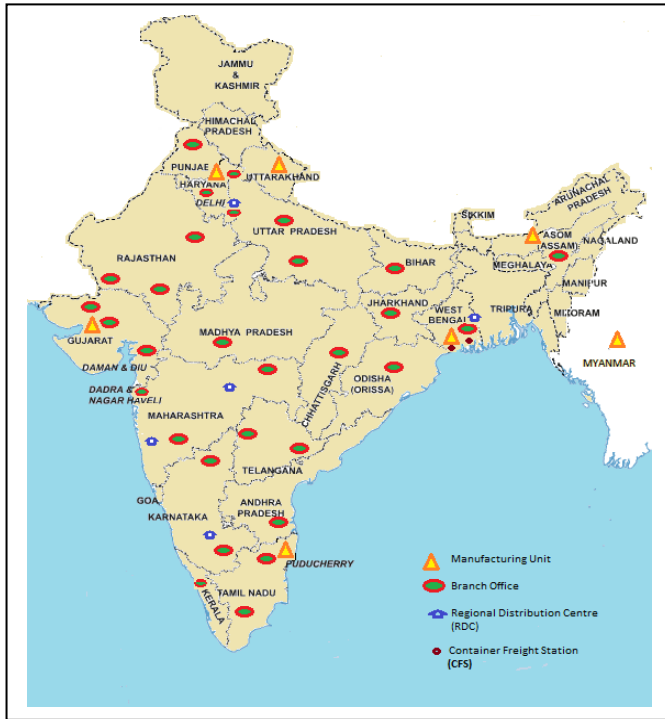 JAMMU
&
KASHMIR
HIMACHAL
PRADESH
PUNJAE
UTTARAKHAND
HARYANA
DELHI
ARUNACHAL
PRADESH
SIKKIM
UTTAR PRADESH
ASOM
(ASSAM)
NAGALAND
RAJASTHAN
BIHAR
MEGHALAYA
MANIPUR
JHARKHAND
WEST
BENGAL
TRIPURA
MIZORAM
GUJARAT
MADHYA PRADESH
MYANMAR
DAMAN & DIU
CHHATTISGARH
ODISHA
(ORISSA)
DADRA &
NAGAR HAVELI
MAHARASHTRA
TELANGANA
GOA
KARNATAKA
ANDHRA
PRADESH
PUDUCHERRY
KERALA
TAMIL NADU
Manufacturing Unit
Branch Office
Regional Distribution Centre
(RDC)
Container Freight Station
(CFS)